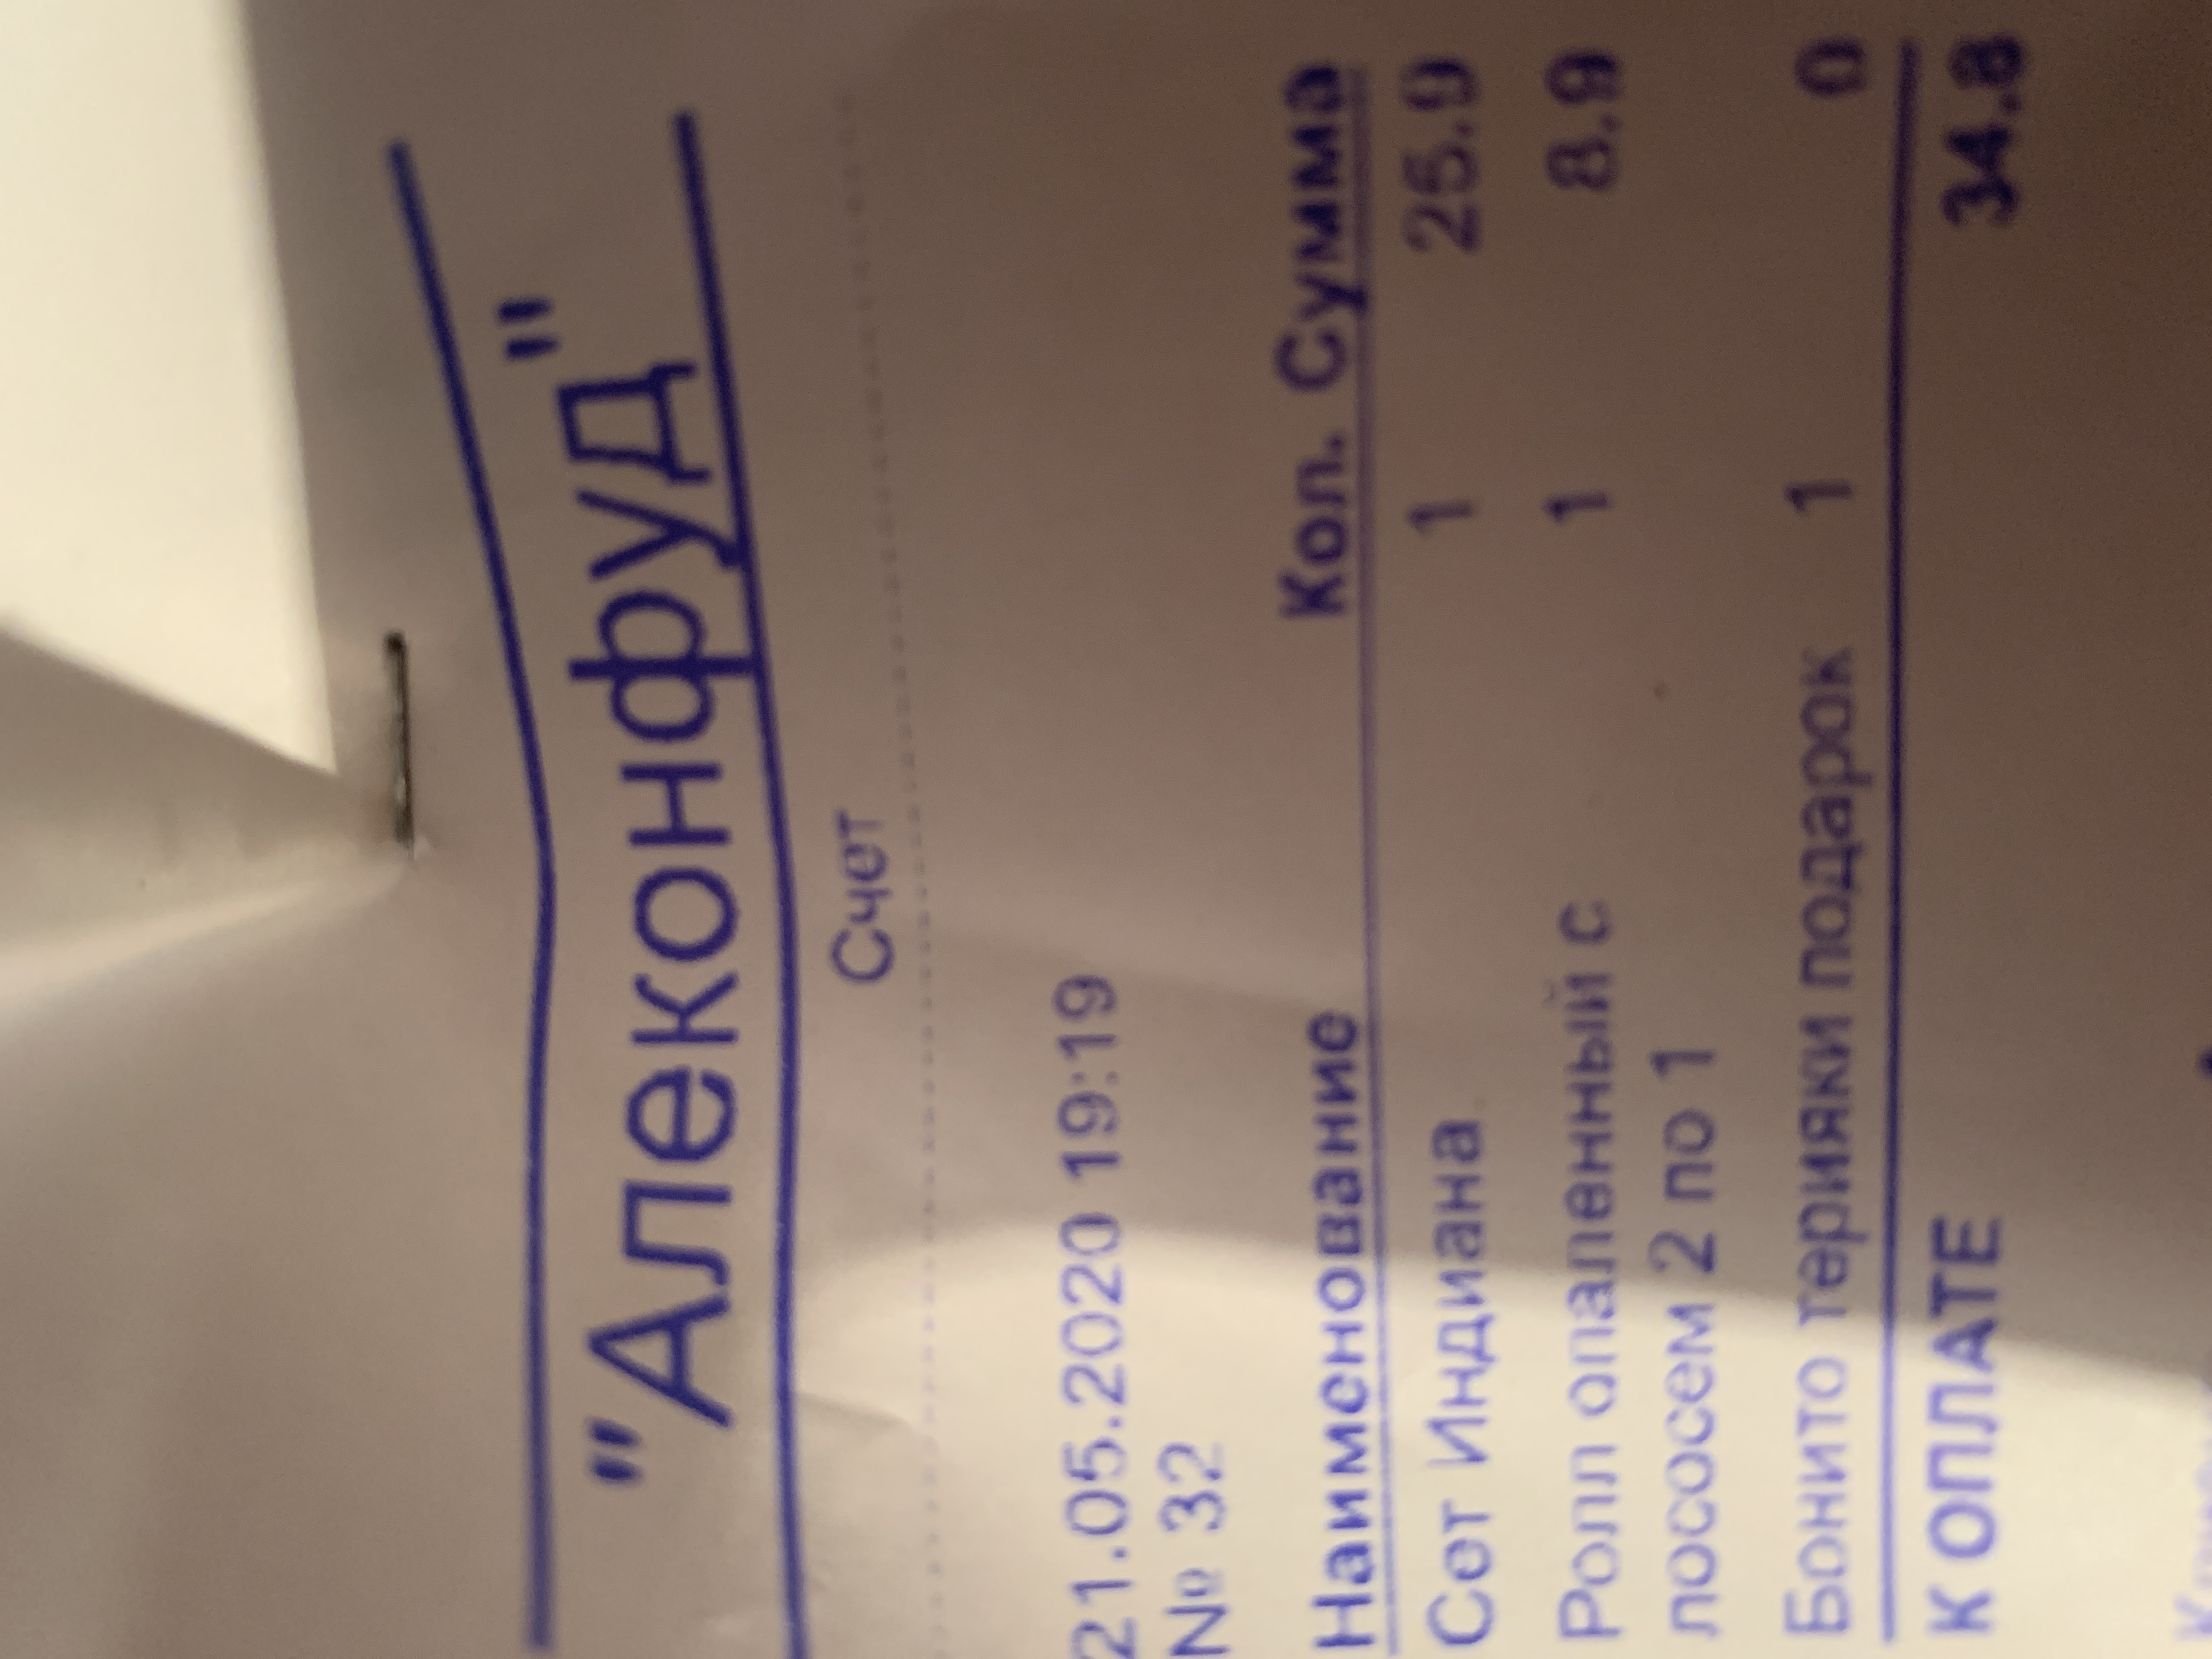 "Алеконфуд"
Счет
21.05.2020 19:19
№ 32
Наименование Кол. Сумма
Сет Индиана 1 25.9
Ролл опаленный с 1 8.9
лососем 2 по 1
Бонито терияки подарок 1 0
К ОПЛАТЕ 34.8